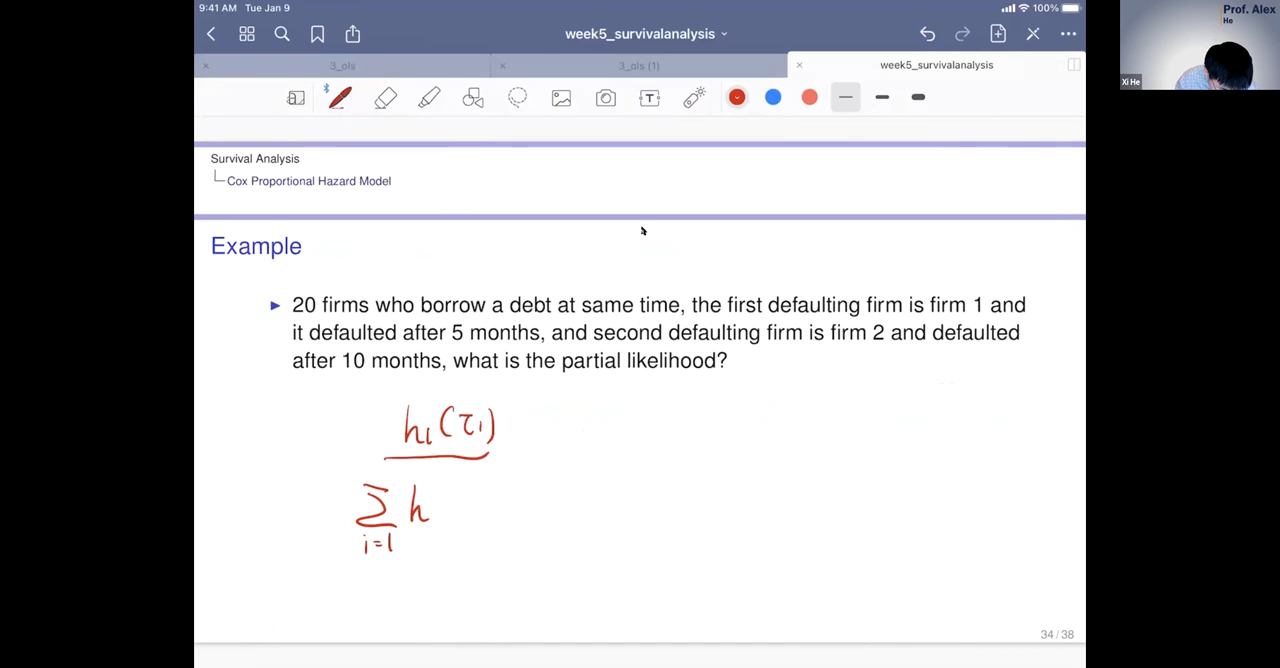 9:41 AM Tue Jan 9
100%
week5_survivalanalysis
3_ols
3_ols (1)
week5_survivalanalysis
T
Prof. Alex
He
Xi He
Survival Analysis
Cox Proportional Hazard Model
Example
20 firms who borrow a debt at same time, the first defaulting firm is firm 1 and
it defaulted after 5 months, and second defaulting firm is firm 2 and defaulted
after 10 months, what is the partial likelihood?
h₁(τ₁)
∑ h
i=1
34 / 38